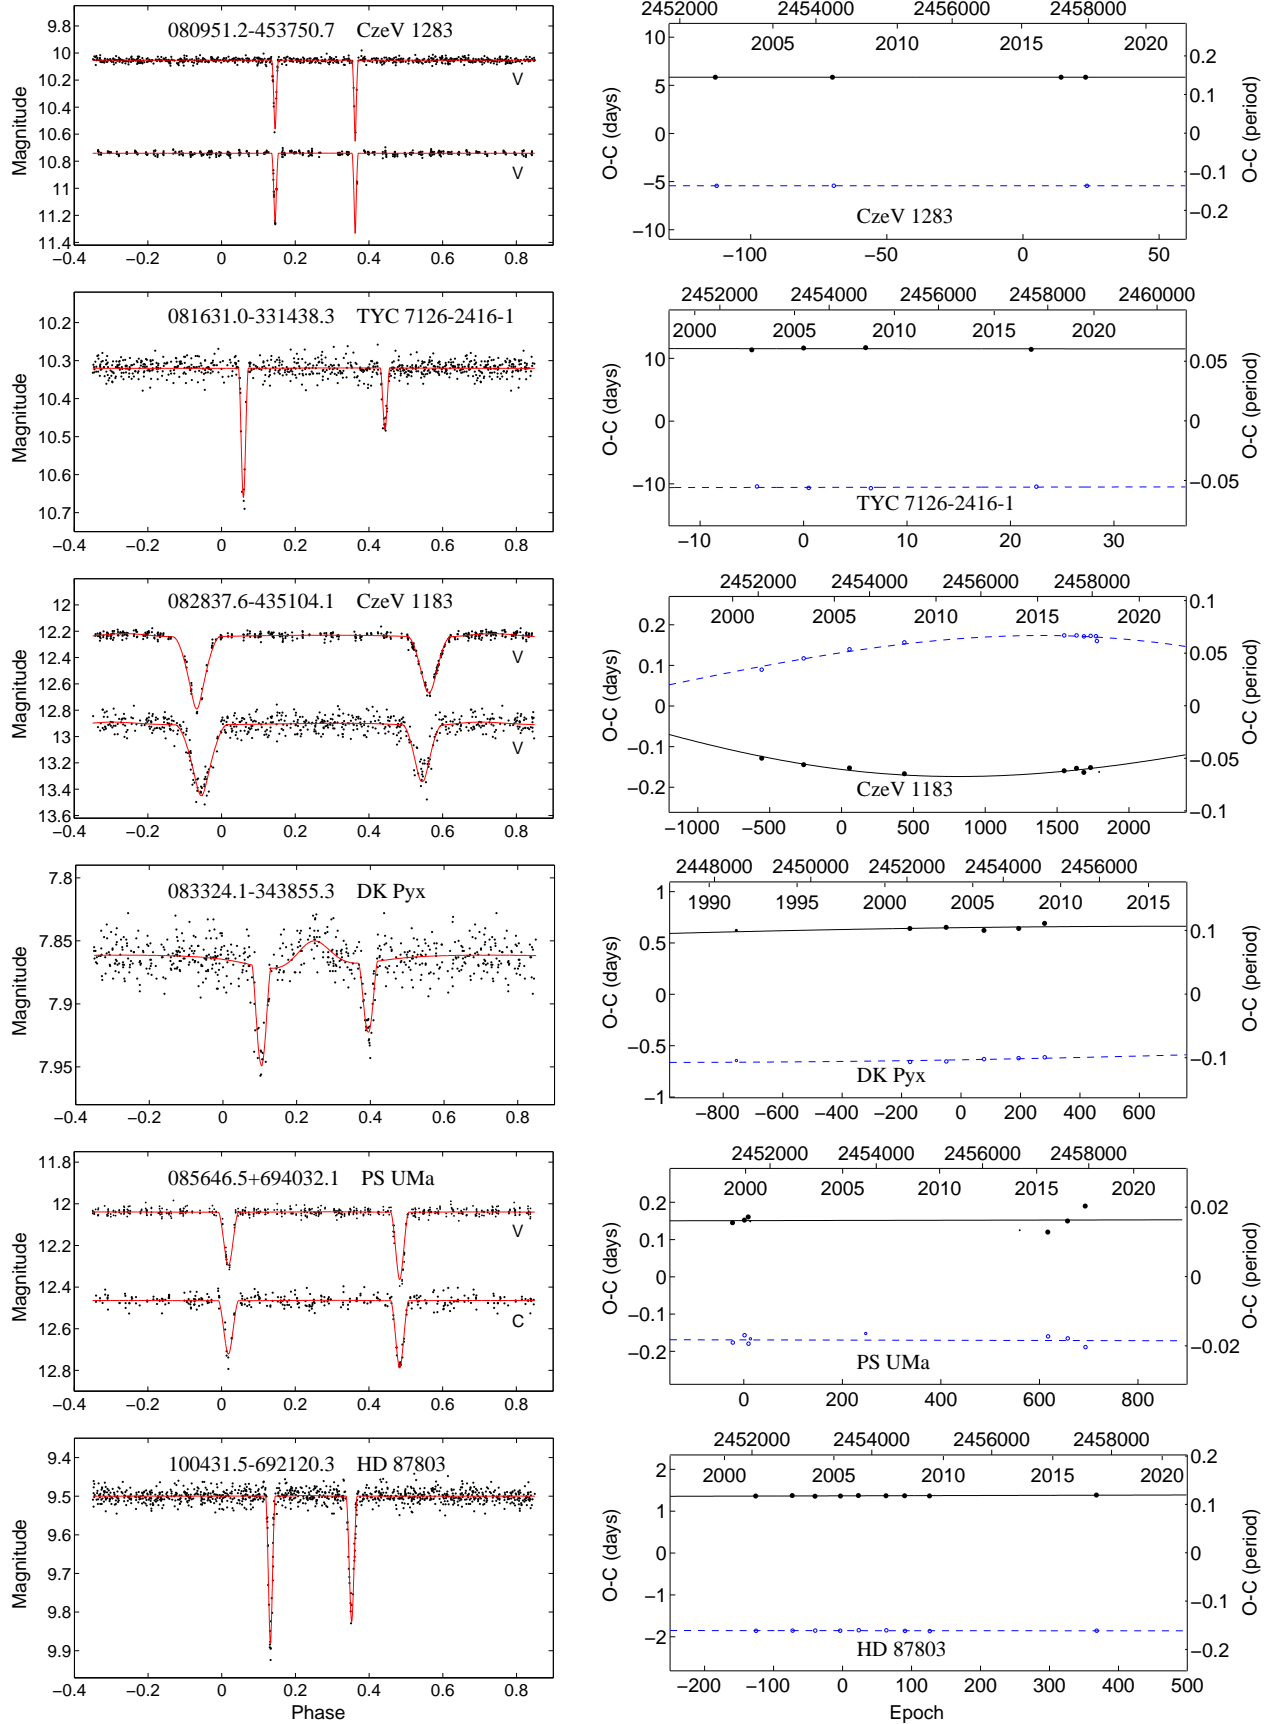 080951.2-453750.7 CzeV 1283
9.8
10
10.2
10.4
10.6
10.8
11
11.2
11.4
V
V
Magnitude
−0.4 −0.2 0 0.2 0.4 0.6 0.8
2452000 2454000 2456000 2458000
2005 2010 2015 2020
10
5
0
−5
−10
0.2
0.1
0
−0.1
−0.2
O-C (days)
O-C (period)
CzeV 1283
−100 −50 0 50
081631.0-331438.3 TYC 7126-2416-1
10.2
10.3
10.4
10.5
10.6
10.7
Magnitude
−0.4 −0.2 0 0.2 0.4 0.6 0.8
2452000 2454000 2456000 2458000 2460000
2000 2005 2010 2015 2020
10
0
−10
0.05
0
−0.05
O-C (days)
O-C (period)
TYC 7126-2416-1
−10 0 10 20 30
082837.6-435104.1 CzeV 1183
12
12.2
12.4
12.6
12.8
13
13.2
13.4
13.6
V
V
Magnitude
−0.4 −0.2 0 0.2 0.4 0.6 0.8
2452000 2454000 2456000 2458000
2000 2005 2010 2015 2020
0.2
0.1
0
−0.1
−0.2
0.1
0.05
0
−0.05
−0.1
O-C (days)
O-C (period)
CzeV 1183
−1000 −500 0 500 1000 1500 2000
083324.1-343855.3 DK Pyx
7.8
7.85
7.9
7.95
Magnitude
−0.4 −0.2 0 0.2 0.4 0.6 0.8
2448000 2450000 2452000 2454000 2456000
1990 1995 2000 2005 2010 2015
1
0.5
0
−0.5
−1
0.1
0
−0.1
O-C (days)
O-C (period)
DK Pyx
−800 −600 −400 −200 0 200 400 600
085646.5+694032.1 PS UMa
11.8
12
12.2
12.4
12.6
12.8
V
C
Magnitude
−0.4 −0.2 0 0.2 0.4 0.6 0.8
2452000 2454000 2456000 2458000
2000 2005 2010 2015 2020
0.2
0.1
0
−0.1
−0.2
0.02
0
−0.02
O-C (days)
O-C (period)
PS UMa
0 200 400 600 800
100431.5-692120.3 HD 87803
9.4
9.5
9.6
9.7
9.8
9.9
Magnitude
−0.4 −0.2 0 0.2 0.4 0.6 0.8
Phase
2452000 2454000 2456000 2458000
2000 2005 2010 2015 2020
2
1
0
−1
−2
0.2
0.1
0
−0.1
−0.2
O-C (days)
O-C (period)
HD 87803
−200 −100 0 100 200 300 400 500
Epoch